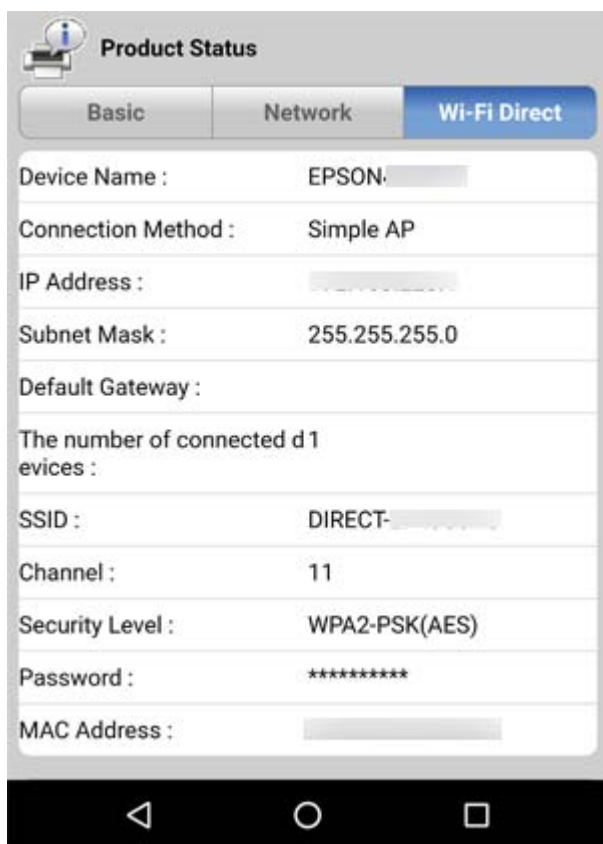 Product Status
Basic Network Wi-Fi Direct
Device Name : EPSON
Connection Method : Simple AP
IP Address :
Subnet Mask : 255.255.255.0
Default Gateway :
The number of connected d 1
evices :
SSID : DIRECT-
Channel : 11
Security Level : WPA2-PSK(AES)
Password : **********
MAC Address :